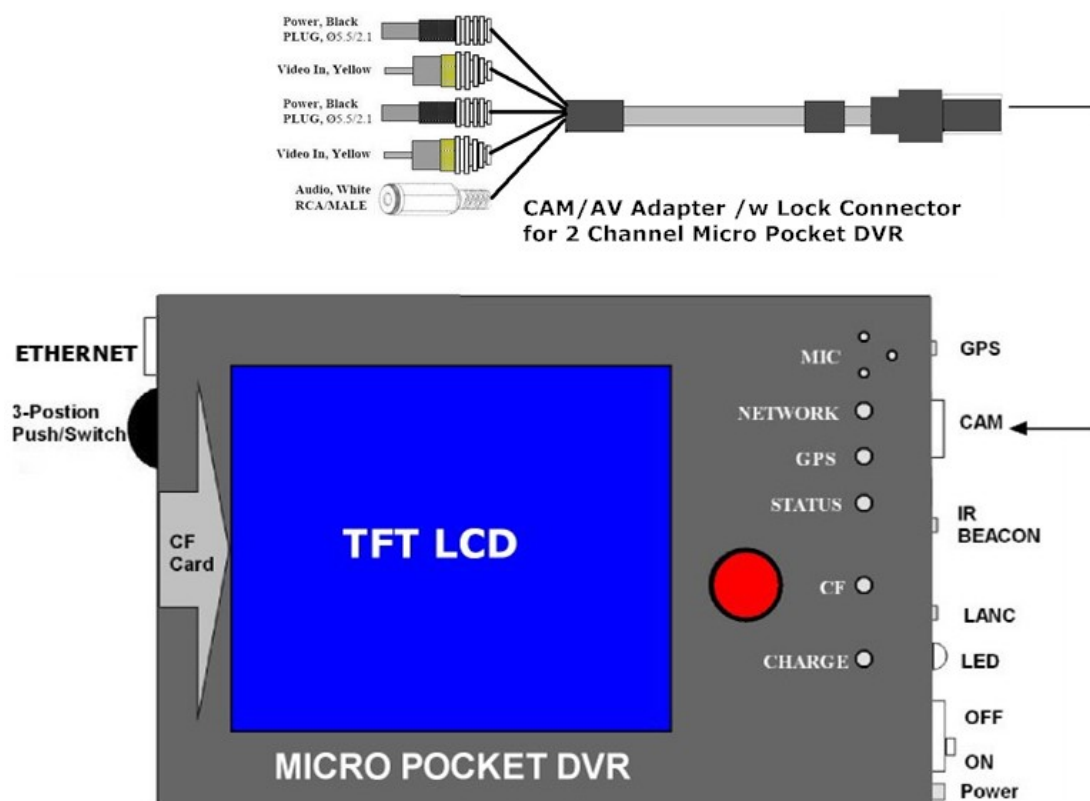 Power, Black
PLUG, Ø5.5/2.1
Video In, Yellow
Power, Black
PLUG, Ø5.5/2.1
Video In, Yellow
Audio, White
RCA/MALE
CAM/AV Adapter /w Lock Connector
for 2 Channel Micro Pocket DVR
ETHERNET
3-Postion
Push/Switch
CF
Card
TFT LCD
MICRO POCKET DVR
MIC
NETWORK
GPS
STATUS
CF
CHARGE
GPS
CAM
IR
BEACON
LANC
LED
OFF
ON
Power